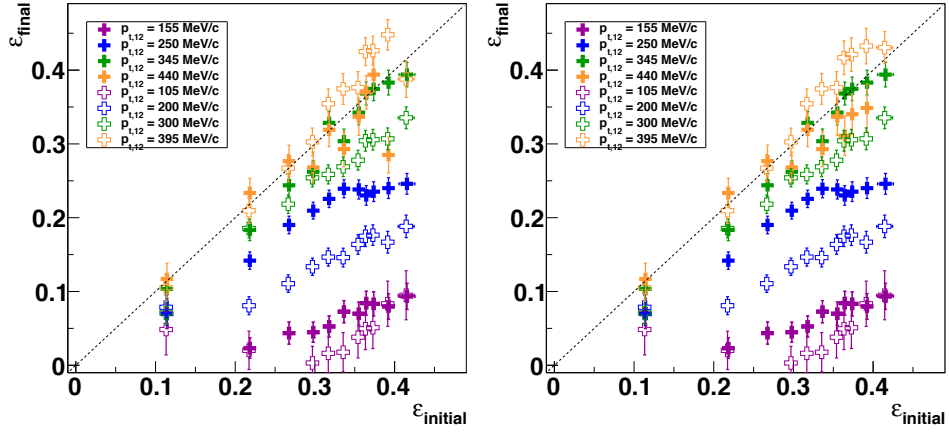 ε_final
p_t,12 = 155 MeV/c
p_t,12 = 250 MeV/c
p_t,12 = 345 MeV/c
p_t,12 = 440 MeV/c
p_t,12 = 105 MeV/c
p_t,12 = 200 MeV/c
p_t,12 = 300 MeV/c
p_t,12 = 395 MeV/c
0.4
0.3
0.2
0.1
0
0 0.1 0.2 0.3 0.4
ε_initial
ε_final
p_t,12 = 155 MeV/c
p_t,12 = 250 MeV/c
p_t,12 = 345 MeV/c
p_t,12 = 440 MeV/c
p_t,12 = 105 MeV/c
p_t,12 = 200 MeV/c
p_t,12 = 300 MeV/c
p_t,12 = 395 MeV/c
0.4
0.3
0.2
0.1
0
0 0.1 0.2 0.3 0.4
ε_initial